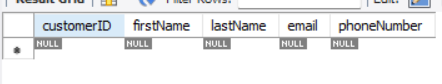 Result Grid Filter Rows: Edit:
customerID firstName lastName email phoneNumber
NULL NULL NULL NULL NULL